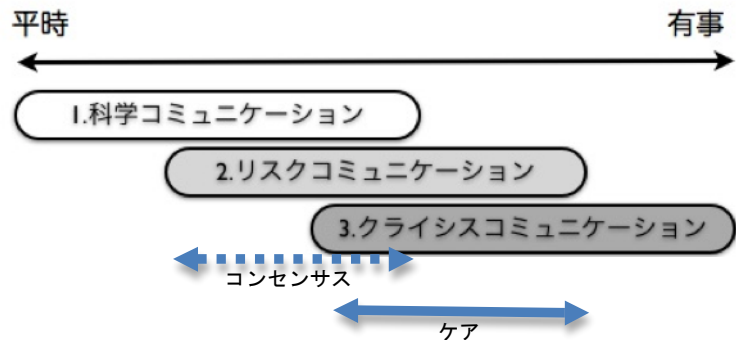 平時 有事
1.科学コミュニケーション
2.リスクコミュニケーション
3.クライシスコミュニケーション
コンセンサス
ケア